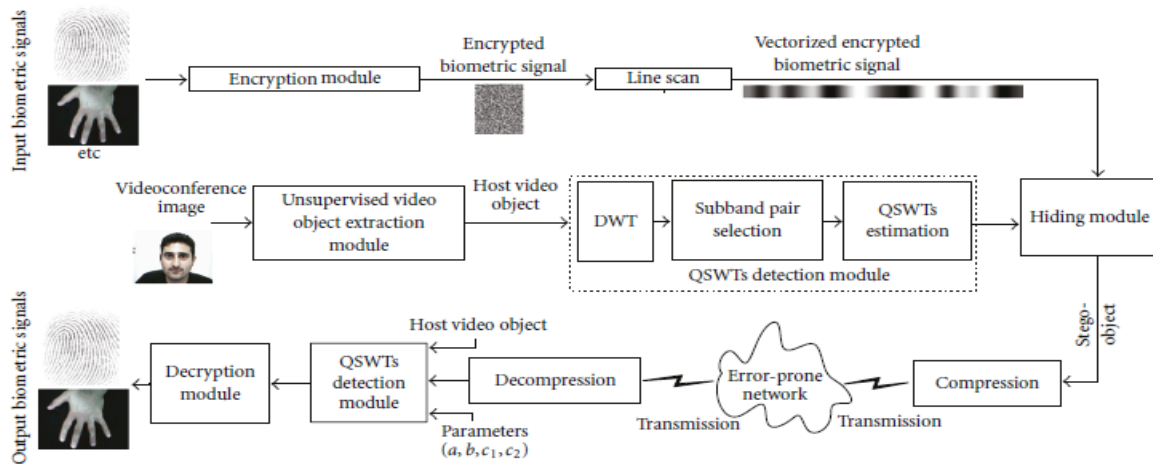 Input biometric signals
etc
Encryption module
Encrypted
biometric signal
Line scan
Vectorized encrypted
biometric signal
Videoconference
image
Unsupervised video
object extraction
module
Host video
object
DWT
Subband pair
selection
QSWTs
estimation
QSWTs detection module
Hiding module
Stego-
object
Output biometric signals
Decryption
module
QSWTs
detection
module
Host video object
Parameters
(a, b, c₁, c₂)
Decompression
Transmission
Error-prone
network
Transmission
Compression